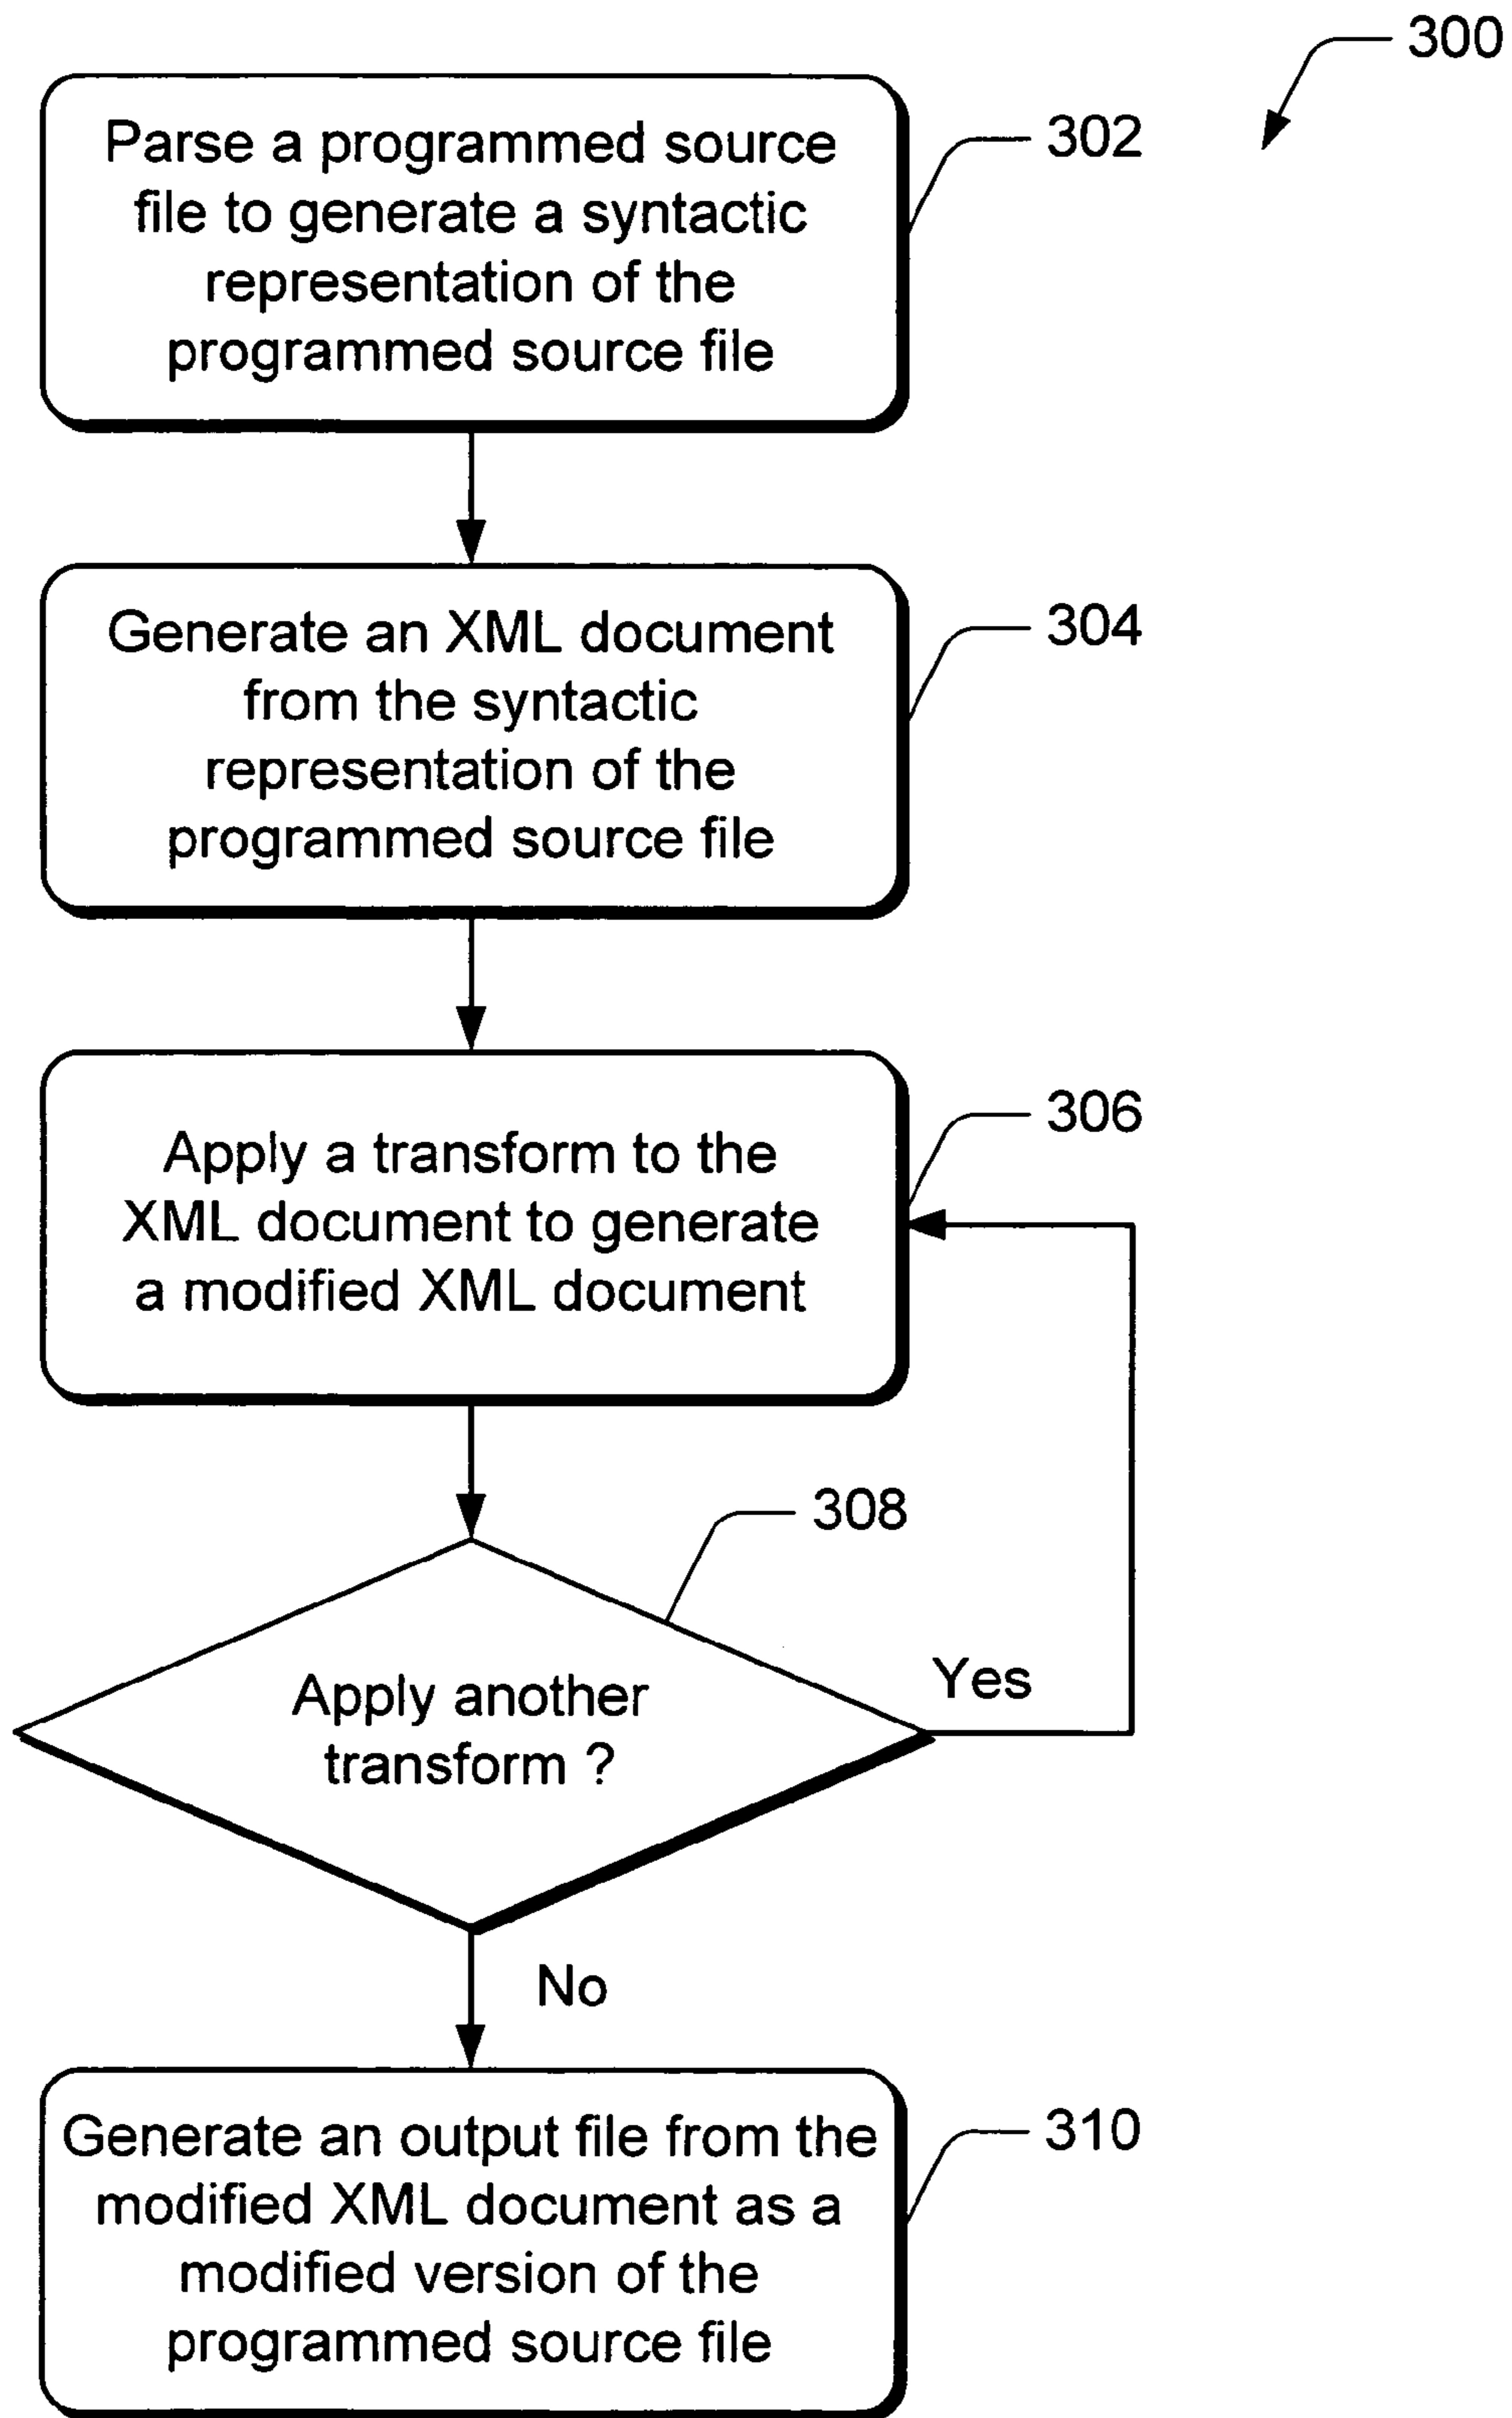 300
Parse a programmed source
file to generate a syntactic
representation of the
programmed source file
302
Generate an XML document
from the syntactic
representation of the
programmed source file
304
Apply a transform to the
XML document to generate
a modified XML document
306
308
Apply another
transform ?
Yes
No
Generate an output file from the
modified XML document as a
modified version of the
programmed source file
310